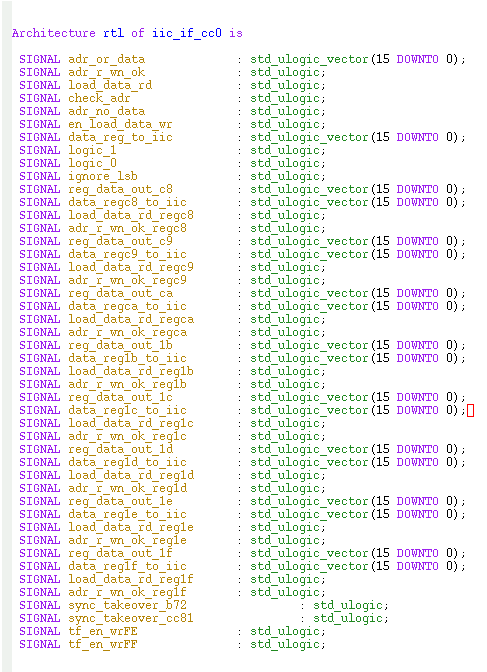 Architecture rtl of iic_if_cc0 is
SIGNAL adr_or_data : std_ulogic_vector(15 DOWNTO 0);
SIGNAL adr_r_wn_ok : std_ulogic;
SIGNAL load_data_rd : std_ulogic;
SIGNAL check_adr : std_ulogic;
SIGNAL adr_no_data : std_ulogic;
SIGNAL en_load_data_wr : std_ulogic;
SIGNAL data_reg_to_iic : std_ulogic_vector(15 DOWNTO 0);
SIGNAL logic_1 : std_ulogic;
SIGNAL logic_0 : std_ulogic;
SIGNAL ignore_lsb : std_ulogic;
SIGNAL reg_data_out_c8 : std_ulogic_vector(15 DOWNTO 0);
SIGNAL data_regc8_to_iic : std_ulogic_vector(15 DOWNTO 0);
SIGNAL load_data_rd_regc8 : std_ulogic;
SIGNAL adr_r_wn_ok_regc8 : std_ulogic;
SIGNAL reg_data_out_c9 : std_ulogic_vector(15 DOWNTO 0);
SIGNAL data_regc9_to_iic : std_ulogic_vector(15 DOWNTO 0);
SIGNAL load_data_rd_regc9 : std_ulogic;
SIGNAL adr_r_wn_ok_regc9 : std_ulogic;
SIGNAL reg_data_out_ca : std_ulogic_vector(15 DOWNTO 0);
SIGNAL data_regca_to_iic : std_ulogic_vector(15 DOWNTO 0);
SIGNAL load_data_rd_regca : std_ulogic;
SIGNAL adr_r_wn_ok_regca : std_ulogic;
SIGNAL reg_data_out_1b : std_ulogic_vector(15 DOWNTO 0);
SIGNAL data_reg1b_to_iic : std_ulogic_vector(15 DOWNTO 0);
SIGNAL load_data_rd_reg1b : std_ulogic;
SIGNAL adr_r_wn_ok_reg1b : std_ulogic;
SIGNAL reg_data_out_1c : std_ulogic_vector(15 DOWNTO 0);
SIGNAL data_reg1c_to_iic : std_ulogic_vector(15 DOWNTO 0);
SIGNAL load_data_rd_reg1c : std_ulogic;
SIGNAL adr_r_wn_ok_reg1c : std_ulogic;
SIGNAL reg_data_out_1d : std_ulogic_vector(15 DOWNTO 0);
SIGNAL data_reg1d_to_iic : std_ulogic_vector(15 DOWNTO 0);
SIGNAL load_data_rd_reg1d : std_ulogic;
SIGNAL adr_r_wn_ok_reg1d : std_ulogic;
SIGNAL reg_data_out_1e : std_ulogic_vector(15 DOWNTO 0);
SIGNAL data_reg1e_to_iic : std_ulogic_vector(15 DOWNTO 0);
SIGNAL load_data_rd_reg1e : std_ulogic;
SIGNAL adr_r_wn_ok_reg1e : std_ulogic;
SIGNAL reg_data_out_1f : std_ulogic_vector(15 DOWNTO 0);
SIGNAL data_reg1f_to_iic : std_ulogic_vector(15 DOWNTO 0);
SIGNAL load_data_rd_reg1f : std_ulogic;
SIGNAL adr_r_wn_ok_reg1f : std_ulogic;
SIGNAL sync_takeover_b72 : std_ulogic;
SIGNAL sync_takeover_cc81 : std_ulogic;
SIGNAL tf_en_wrFE : std_ulogic;
SIGNAL tf_en_wrFF : std_ulogic;